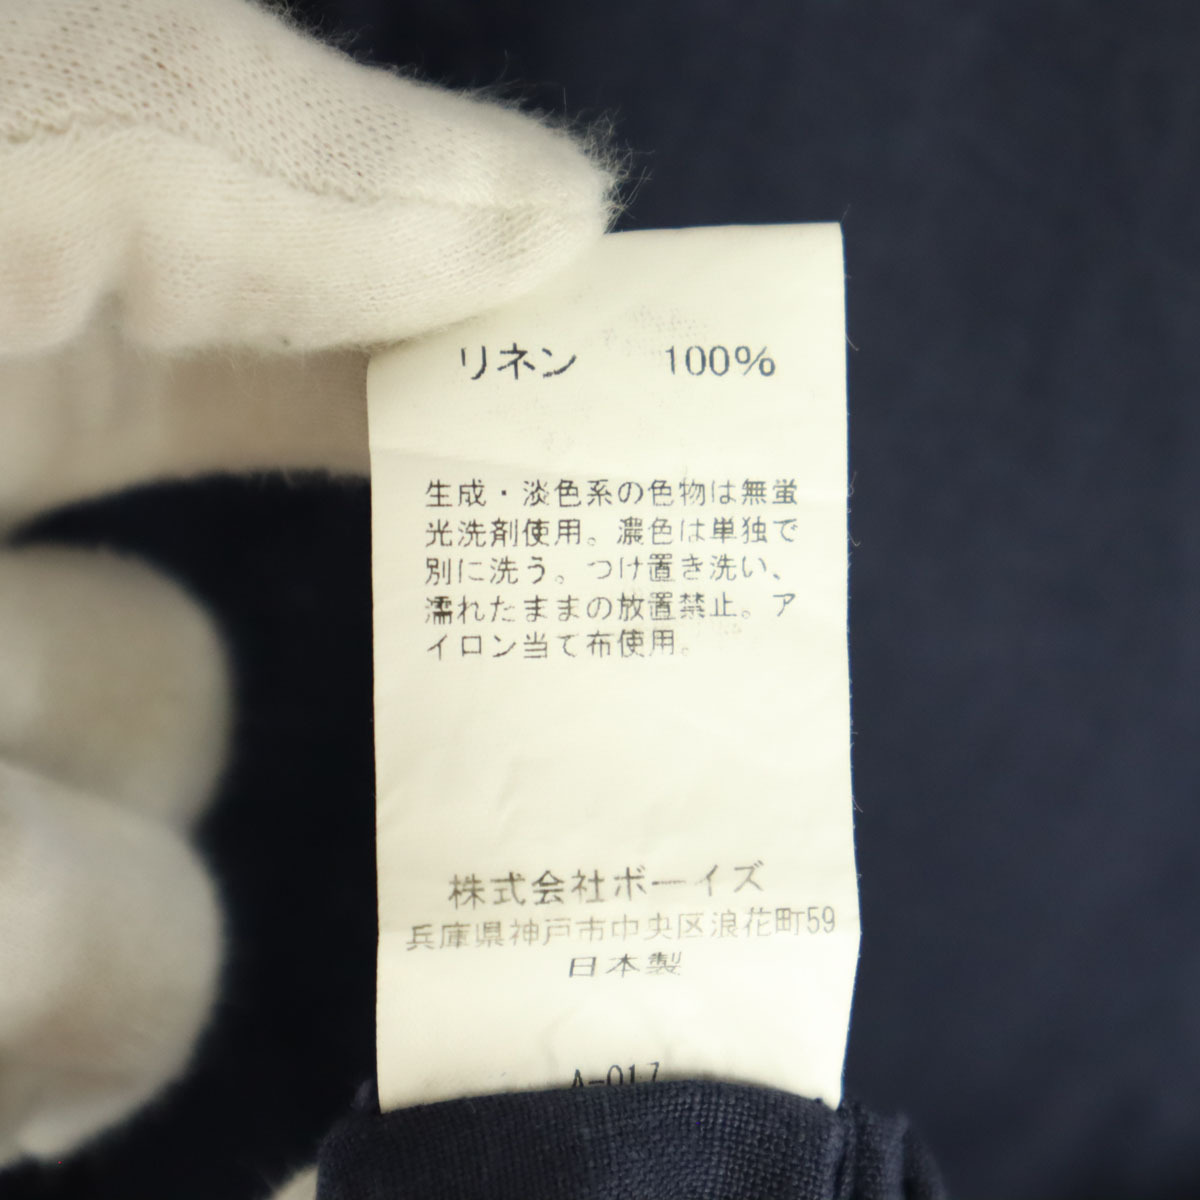 リネン 100%
生成・淡色系の色物は無蛍
光洗剤使用。濃色は単独で
別に洗う。つけ置き洗い、
濡れたままの放置禁止。ア
イロン当て布使用。
株式会社ボーイズ
兵庫県神戸市中央区浪花町59
日本製
A-017